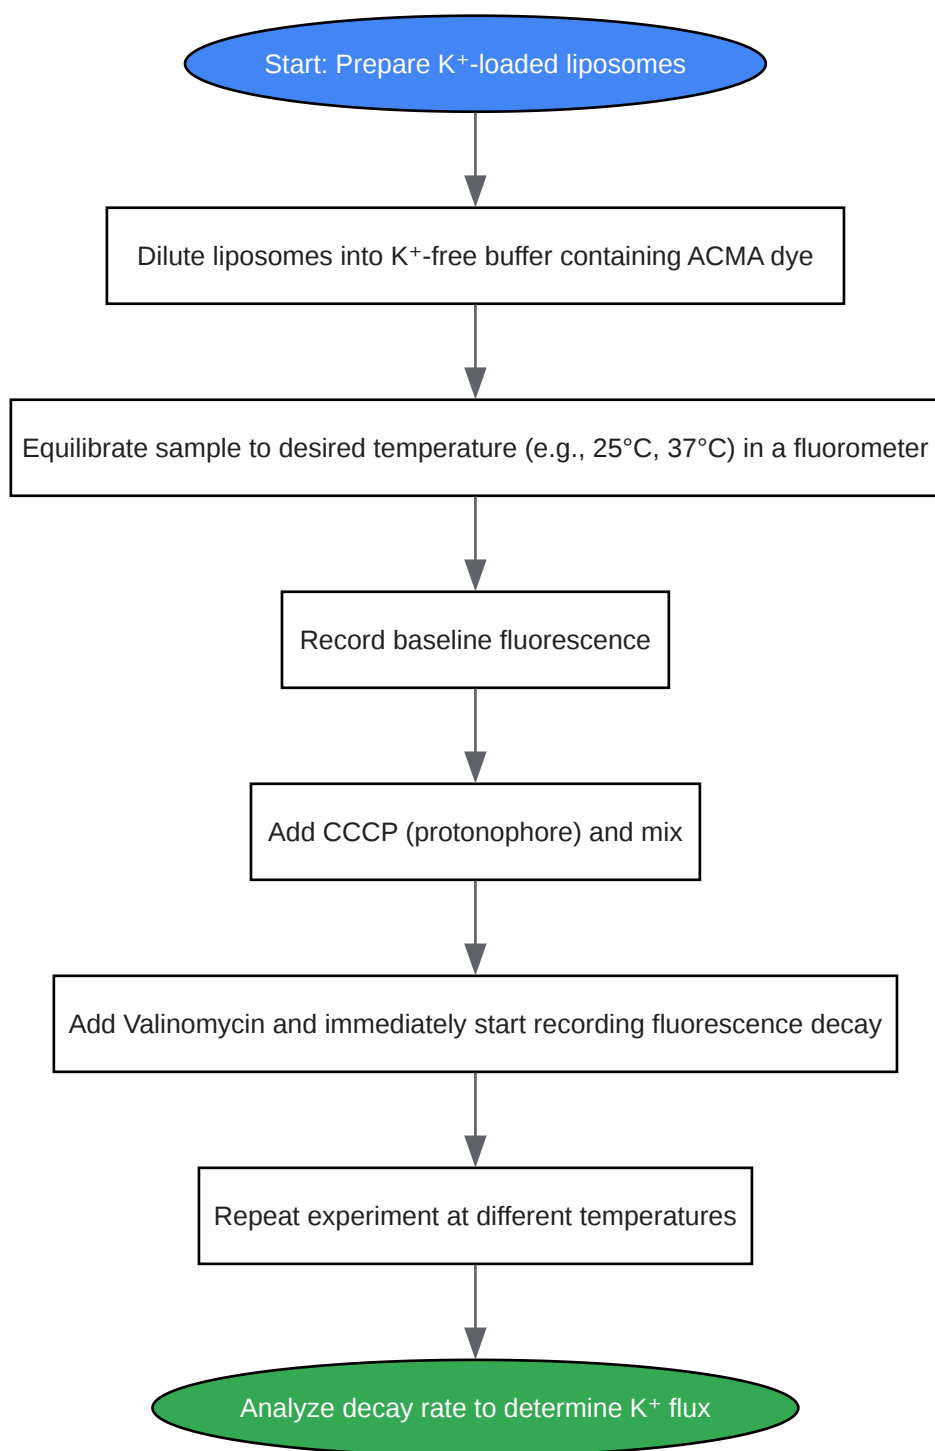 Start: Prepare K⁺-loaded liposomes
Dilute liposomes into K⁺-free buffer containing ACMA dye
Equilibrate sample to desired temperature (e.g., 25°C, 37°C) in a fluorometer
Record baseline fluorescence
Add CCCP (protonophore) and mix
Add Valinomycin and immediately start recording fluorescence decay
Repeat experiment at different temperatures
Analyze decay rate to determine K⁺ flux